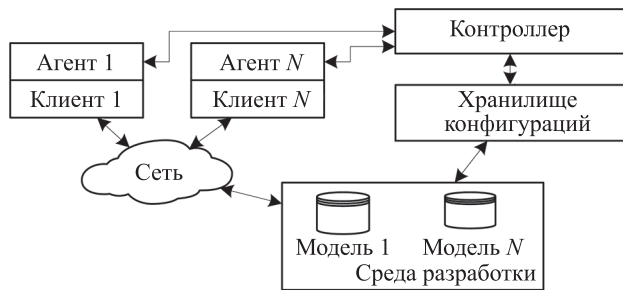 Агент 1
Клиент 1
Агент N
Клиент N
Контроллер
Хранилище
конфигураций
Сеть
Модель 1
Модель N
Среда разработки